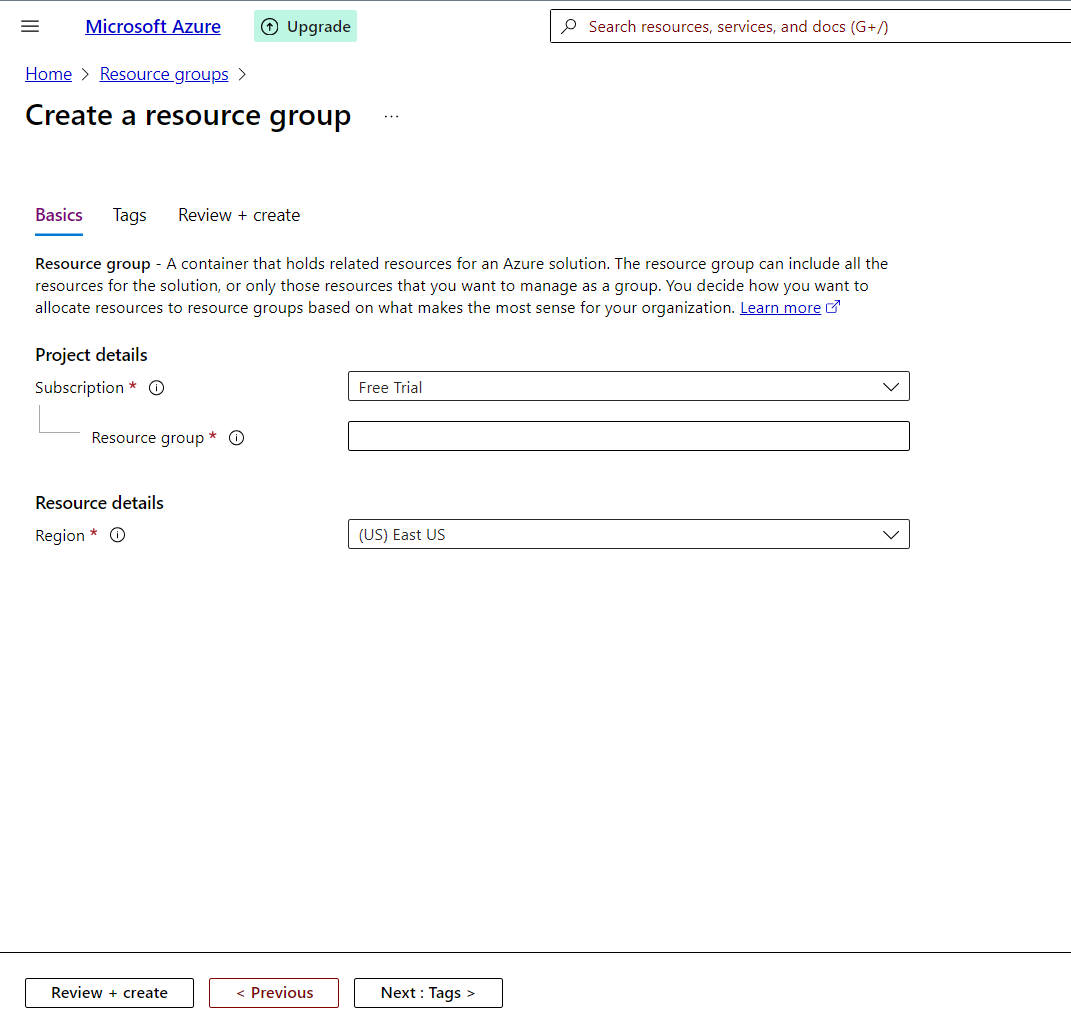 Microsoft Azure
Upgrade
Search resources, services, and docs (G+/)
Home > Resource groups >
Create a resource group ...
Basics
Tags
Review + create
Resource group - A container that holds related resources for an Azure solution. The resource group can include all the
resources for the solution, or only those resources that you want to manage as a group. You decide how you want to
allocate resources to resource groups based on what makes the most sense for your organization. Learn more
Project details
Subscription *
Free Trial
Resource group *
Resource details
Region *
(US) East US
Review + create
< Previous
Next : Tags >